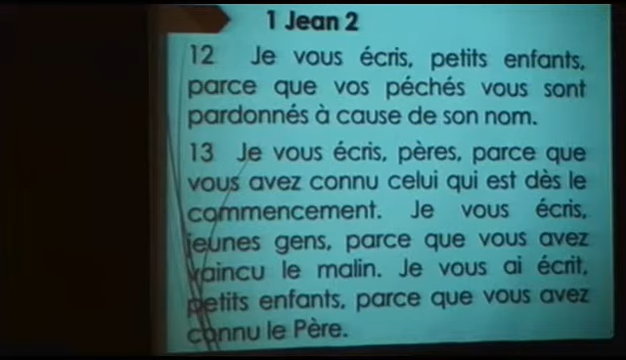 1 Jean 2
12 Je vous écris, petits enfants,
parce que vos péchés vous sont
pardonnés à cause de son nom.
13 Je vous écris, pères, parce que
vous avez connu celui qui est dès le
commencement. Je vous écris,
jeunes gens, parce que vous avez
vaincu le malin. Je vous ai écrit,
petits enfants, parce que vous avez
connu le Père.